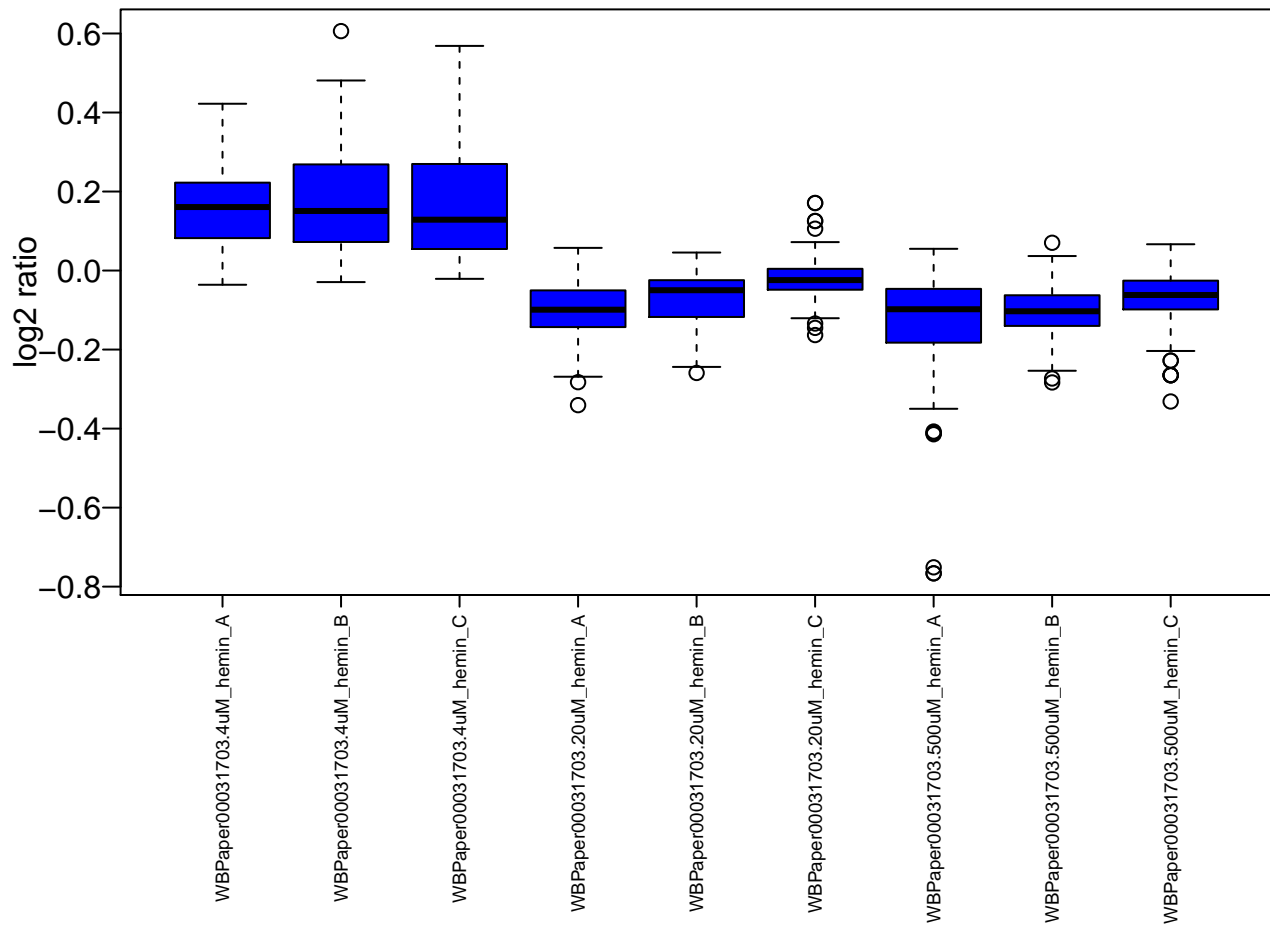 log2 ratio
0.6
0.4
0.2
0.0
−0.2
−0.4
−0.6
−0.8
WBPaper00031703.4uM_hemin_A
WBPaper00031703.4uM_hemin_B
WBPaper00031703.4uM_hemin_C
WBPaper00031703.20uM_hemin_A
WBPaper00031703.20uM_hemin_B
WBPaper00031703.20uM_hemin_C
WBPaper00031703.500uM_hemin_A
WBPaper00031703.500uM_hemin_B
WBPaper00031703.500uM_hemin_C